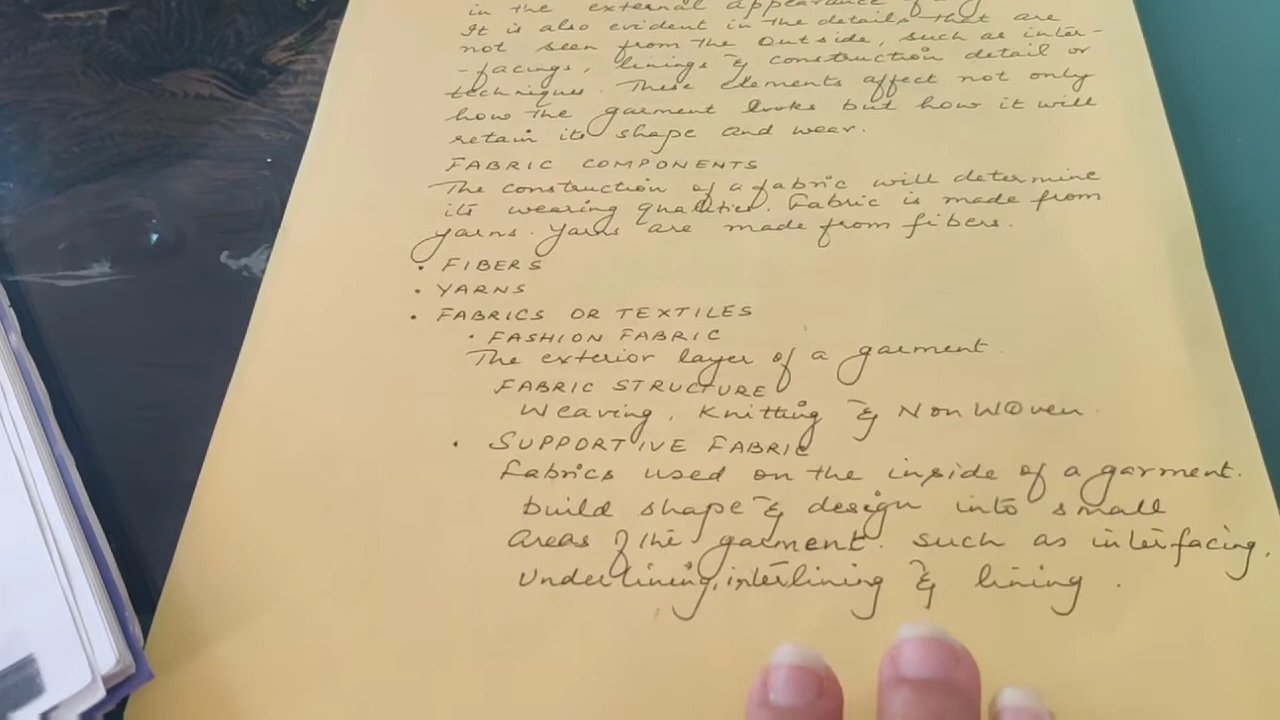 in the external appearance of
It is also evident in the details that are
not seen from the outside, such as inter-
-facings, linings & construction detail or
techniques. These elements affect not only
how the garment looks but how it will
retain its shape and wear.
FABRIC COMPONENTS
The construction of a fabric will determine
its wearing qualities. Fabric is made from
yarns. Yarns are made from fibers.
• FIBERS
• YARNS
• FABRICS OR TEXTILES
• FASHION FABRIC
The exterior layer of a garment.
FABRIC STRUCTURE
Weaving, Knitting & Non Woven.
• SUPPORTIVE FABRIC
Fabrics used on the inside of a garment.
build shape & design into small
areas of the garment. such as interfacing,
Underlining, interlining & lining.